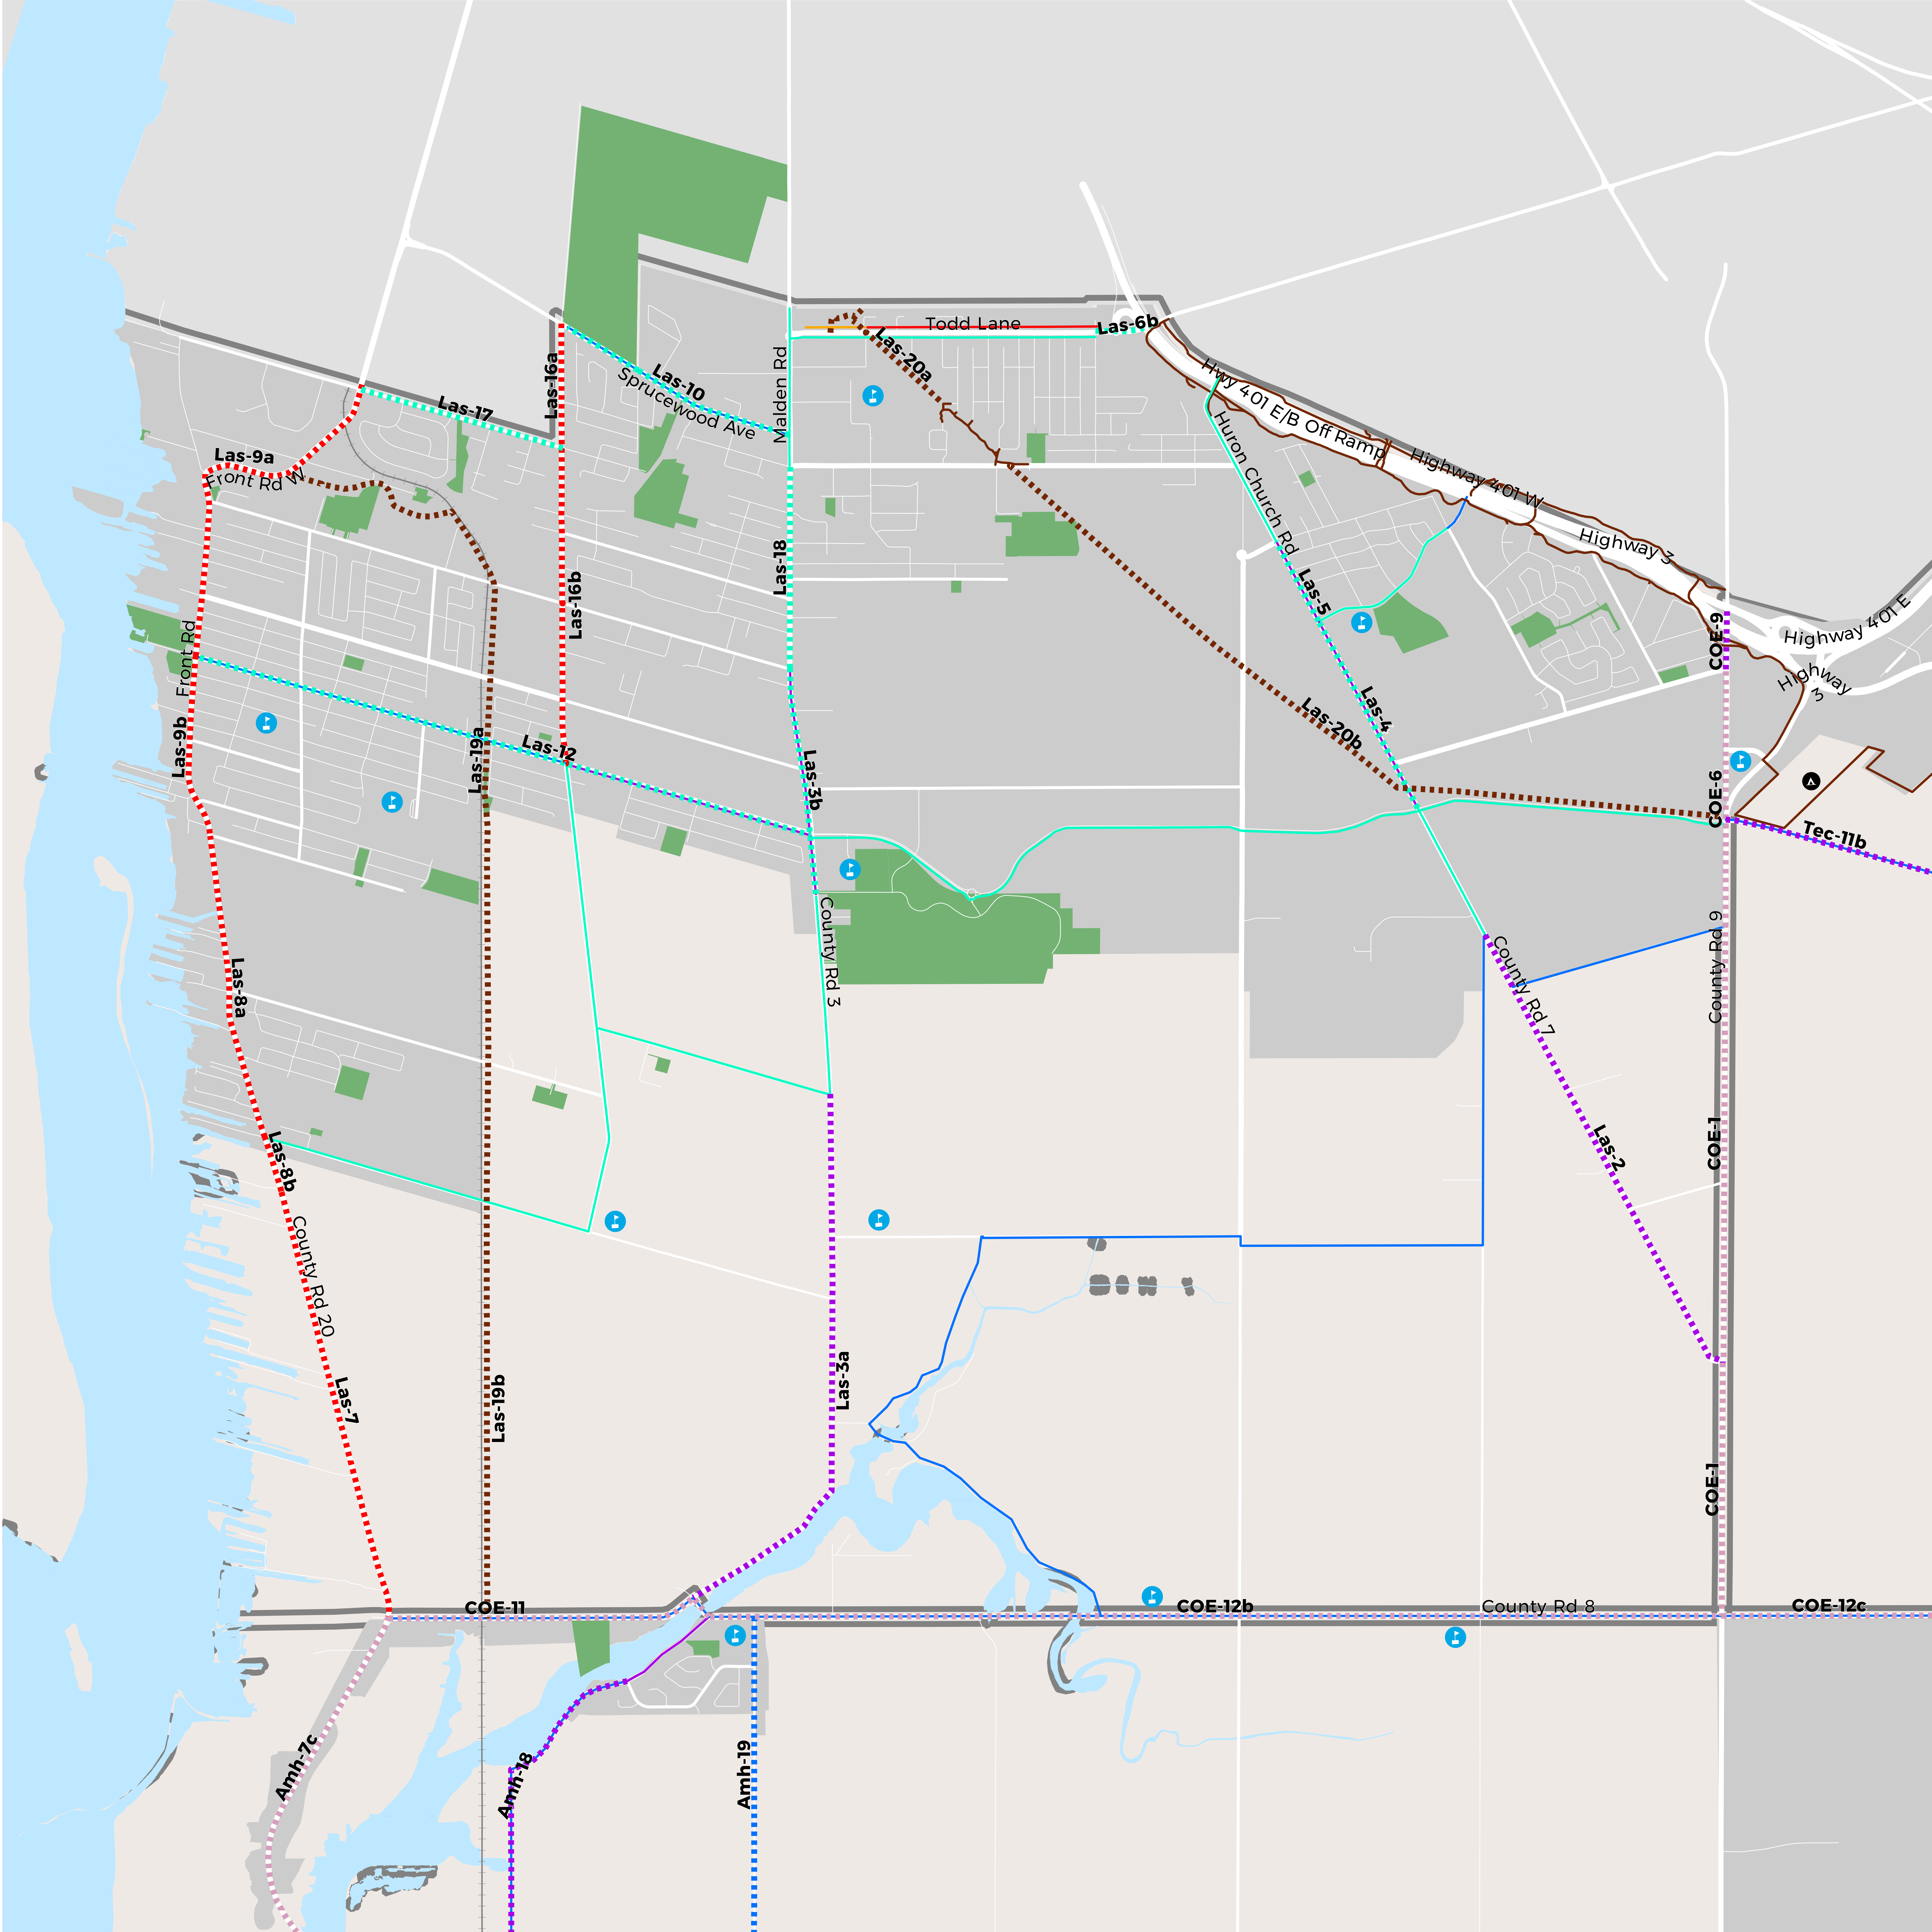 Todd Lane
Las-6b
Las-20a
Las-16a
Las-10
Sprucewood Ave
Malden Rd
Hwy 401 E/B Off Ramp
Las-17
Huron Church Rd
Las-9a
Front Rd W
Highway 401 W
Highway 3
Las-18
Las-16b
Las-5
Highway 401 E
COE-9
Front Rd
Highway
3
Las-4
Las-20b
Las-9b
Las-19a
Las-12
Las-3b
COE-6
Tec-11b
County Rd 3
County Rd 9
Las-8a
County Rd 7
COE-1
Las-2
Las-8b
County Rd 20
Las-7
Las-19b
Las-3a
COE-1
COE-11
COE-12b
County Rd 8
COE-12c
Amh-7c
Amh-18
Amh-19